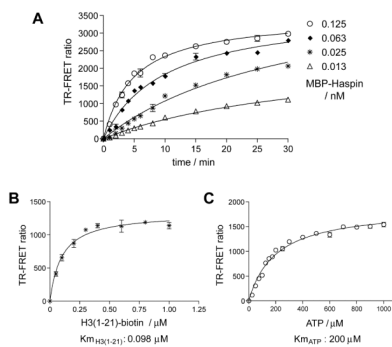 A
TR-FRET ratio
3500
3000
2500
2000
1500
1000
500
0
0 5 10 15 20 25 30
time / min
0.125
0.063
0.025
0.013
MBP-Haspin
/ nM
B
TR-FRET ratio
1500
1000
500
0
0.00 0.25 0.50 0.75 1.00 1.25
H3(1-21)-biotin / μM
KmH3(1-21): 0.098 μM
C
TR-FRET ratio
2000
1500
1000
500
0
0 200 400 600 800 1000
ATP/μM
KmATP : 200 μM